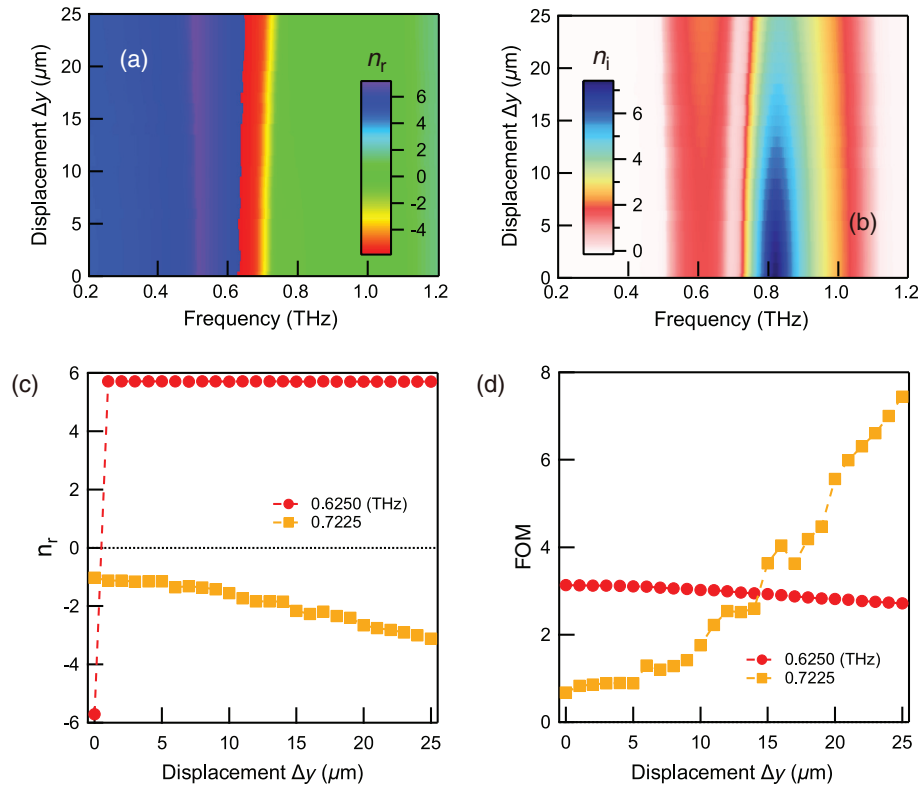 (a)
n_r
6
4
2
0
-2
-4
25
20
15
10
5
0
Displacement Δy (µm)
0.2 0.4 0.6 0.8 1.0 1.2
Frequency (THz)
n_i
6
4
2
0
(b)
25
20
15
10
5
0
Displacement Δy (µm)
0.2 0.4 0.6 0.8 1.0 1.2
Frequency (THz)
(c)
6
4
2
0
-2
-4
-6
n_r
0.6250 (THz)
0.7225
0 5 10 15 20 25
Displacement Δy (µm)
(d)
8
6
4
2
0
FOM
0.6250 (THz)
0.7225
0 5 10 15 20 25
Displacement Δy (µm)